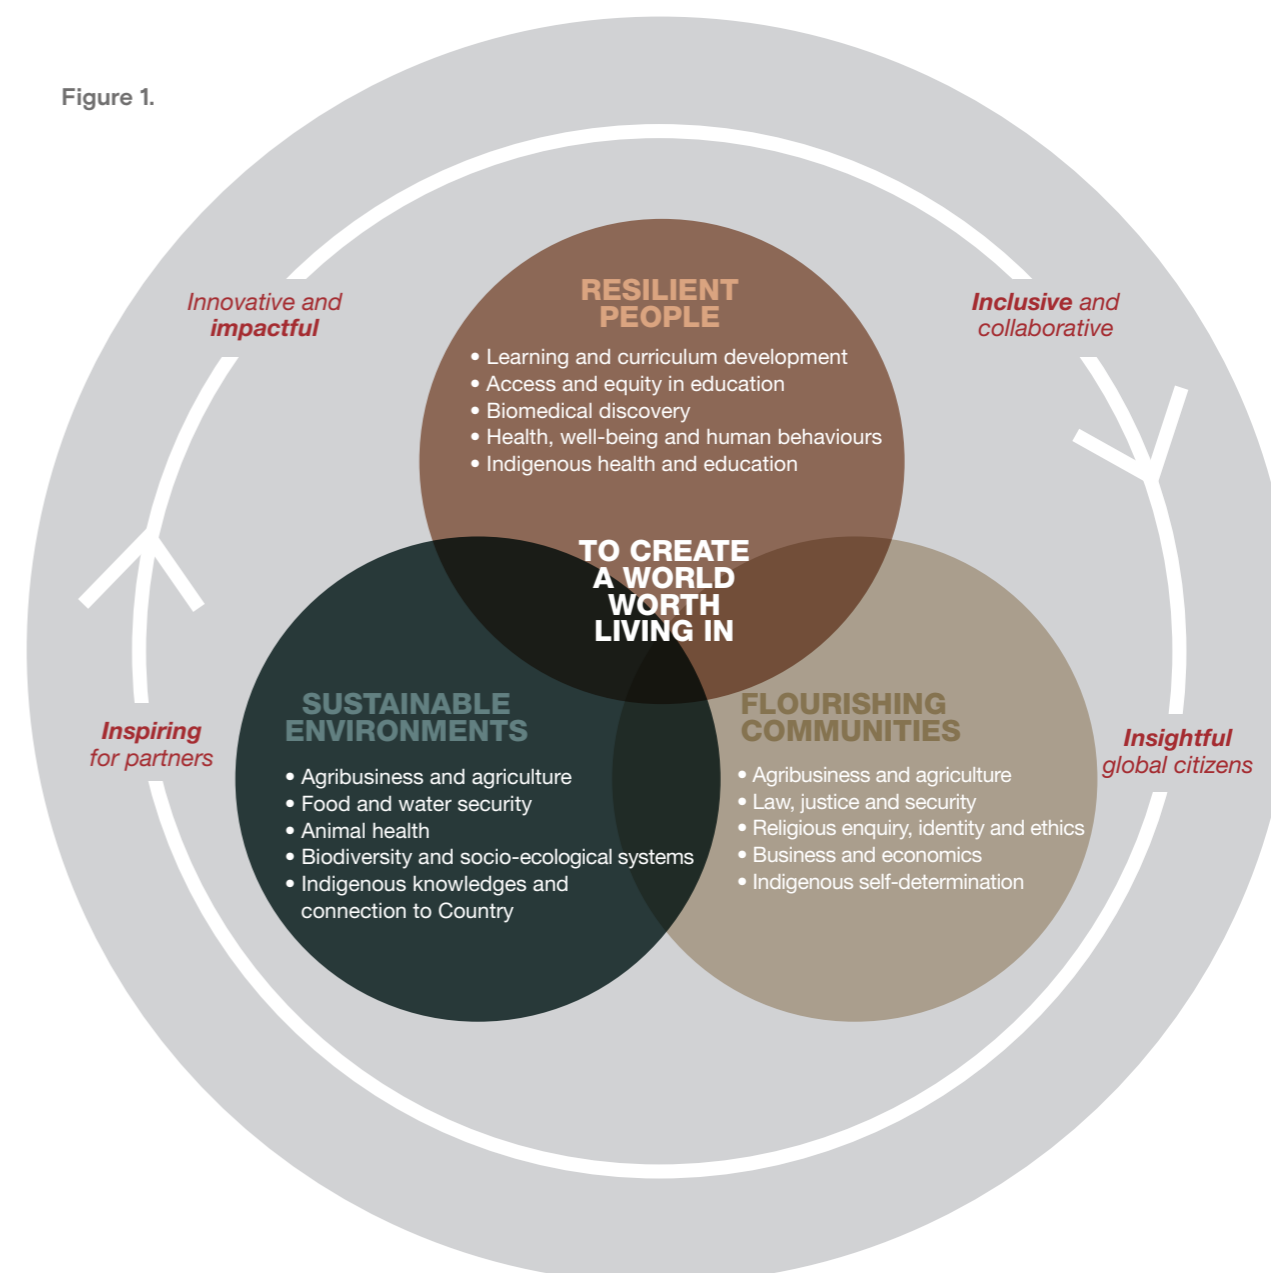 Figure 1.
Innovative and
impactful
Inclusive and
collaborative
RESILIENT
PEOPLE
• Learning and curriculum development
• Access and equity in education
• Biomedical discovery
• Health, well-being and human behaviours
• Indigenous health and education
TO CREATE
A WORLD
WORTH
LIVING IN
Inspiring
for partners
SUSTAINABLE
ENVIRONMENTS
• Agribusiness and agriculture
• Food and water security
• Animal health
• Biodiversity and socio-ecological systems
• Indigenous knowledges and
connection to Country
FLOURISHING
COMMUNITIES
• Agribusiness and agriculture
• Law, justice and security
• Religious enquiry, identity and ethics
• Business and economics
• Indigenous self-determination
Insightful
global citizens